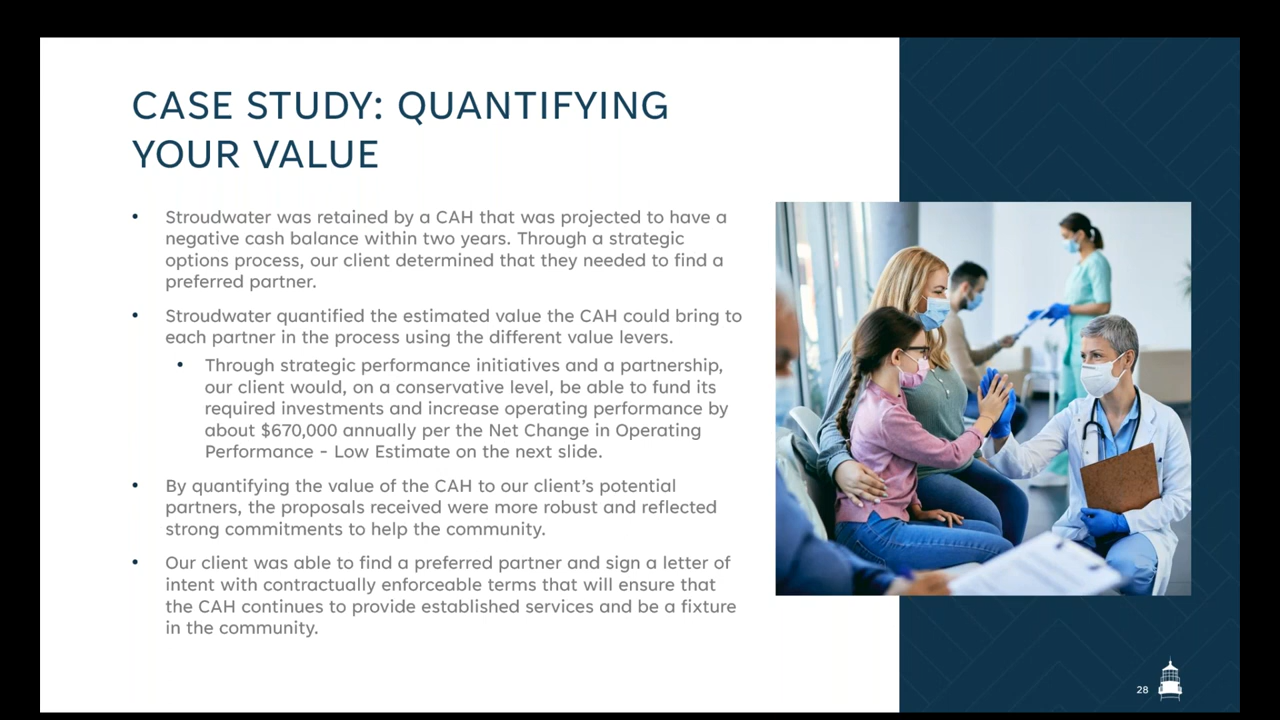 CASE STUDY: QUANTIFYING
YOUR VALUE
• Stroudwater was retained by a CAH that was projected to have a
negative cash balance within two years. Through a strategic
options process, our client determined that they needed to find a
preferred partner.
• Stroudwater quantified the estimated value the CAH could bring to
each partner in the process using the different value levers.
• Through strategic performance initiatives and a partnership,
our client would, on a conservative level, be able to fund its
required investments and increase operating performance by
about $670,000 annually per the Net Change in Operating
Performance - Low Estimate on the next slide.
• By quantifying the value of the CAH to our client's potential
partners, the proposals received were more robust and reflected
strong commitments to help the community.
• Our client was able to find a preferred partner and sign a letter of
intent with contractually enforceable terms that will ensure that
the CAH continues to provide established services and be a fixture
in the community.
28